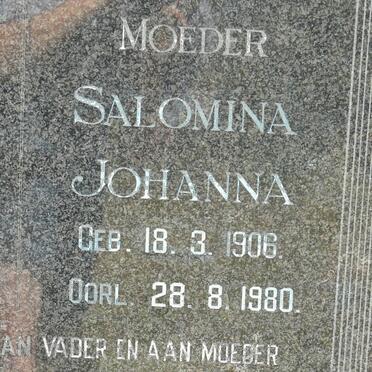 MOEDER
SALOMINA
JOHANNA
GEB. 18. 3. 1906.
OORL. 28. 8. 1980.
AN VADER EN AAN MOEDER